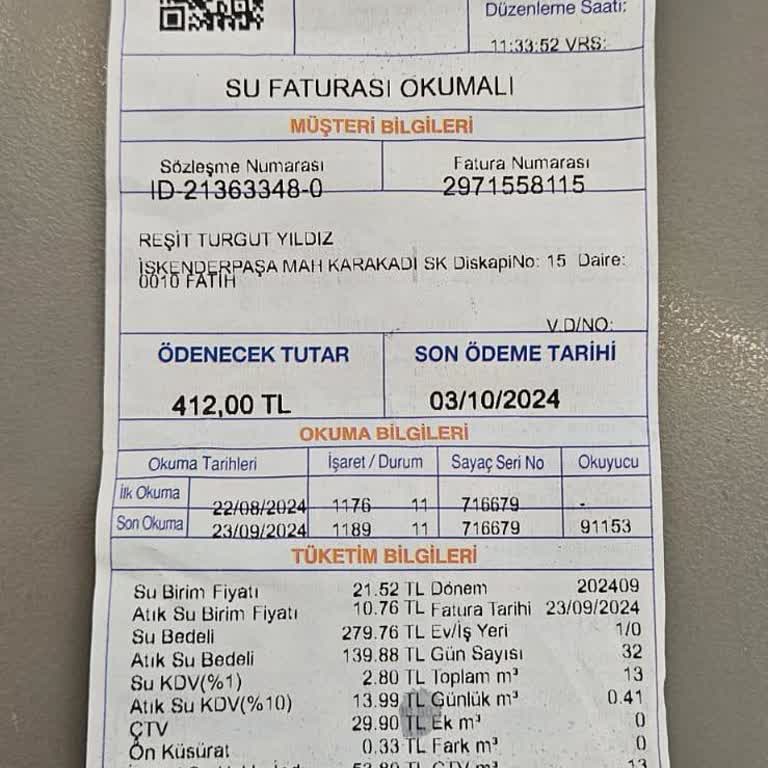 Düzenleme Saati:
11:33:52 VRS:
SU FATURASI OKUMALI
MÜŞTERİ BİLGİLERİ
Sözleşme Numarası Fatura Numarası
ID-21363348-0 2971558115
REŞİT TURGUT YILDIZ
İSKENDERPAŞA MAH KARAKADI SK DiskapiNo: 15 Daire:
0010 FATİH
V.D/NO:
ÖDENECEK TUTAR SON ÖDEME TARİHİ
412,00 TL 03/10/2024
OKUMA BİLGİLERİ
Okuma Tarihleri İşaret / Durum Sayaç Seri No Okuyucu
İlk Okuma 22/08/2024 1176 11 716679 -
Son Okuma 23/09/2024 1189 11 716679 91153
TÜKETİM BİLGİLERİ
Su Birim Fiyatı 21.52 TL Dönem 202409
Atık Su Birim Fiyatı 10.76 TL Fatura Tarihi 23/09/2024
Su Bedeli 279.76 TL Ev/İş Yeri 1/0
Atık Su Bedeli 139.88 TL Gün Sayısı 32
Su KDV(%1) 2.80 TL Toplam m³ 13
Atık Su KDV(%10) 13.99 TL Günlük m³ 0.41
ÇTV 29.90 TL Ek m³ 0
Ön Küsürat 0.33 TL Fark m³ 0
52.80 TL ÇTV m³ 13